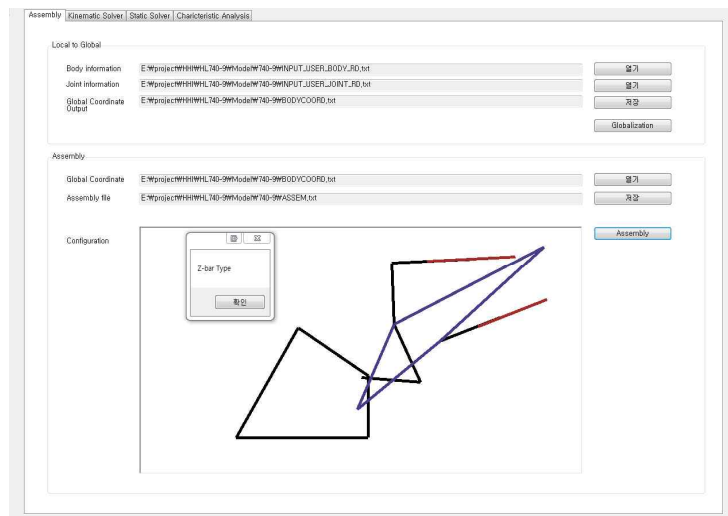 Assembly Kinematic Solver Static Solver Charicteristic Analysis
Local to Global
Body information E:₩project₩HHI₩HL740-9₩Model₩740-9₩INPUT_USER_BODY_RD.txt 열기
Joint information E:₩project₩HHI₩HL740-9₩Model₩740-9₩INPUT_USER_JOINT_RD.txt 열기
Global Coordinate E:₩project₩HHI₩HL740-9₩Model₩740-9₩BODYCOORD.txt 저장
Output
Globalization
Assembly
Global Coordinate E:₩project₩HHI₩HL740-9₩Model₩740-9₩BODYCOORD.txt 열기
Assembly file E:₩project₩HHI₩HL740-9₩Model₩740-9₩ASSEM.txt 저장
Configuration Assembly
Z-bar Type
확인